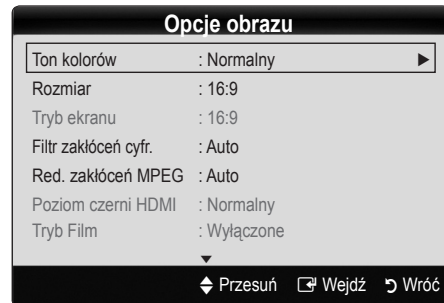 Opcje obrazu
Ton kolorów : Normalny ►
Rozmiar : 16:9
Tryb ekranu : 16:9
Filtr zakłóceń cyfr. : Auto
Red. zakłóceń MPEG : Auto
Poziom czerni HDMI : Normalny
Tryb Film : Wyłączone
▼
Przesuń Wejdź Wróć